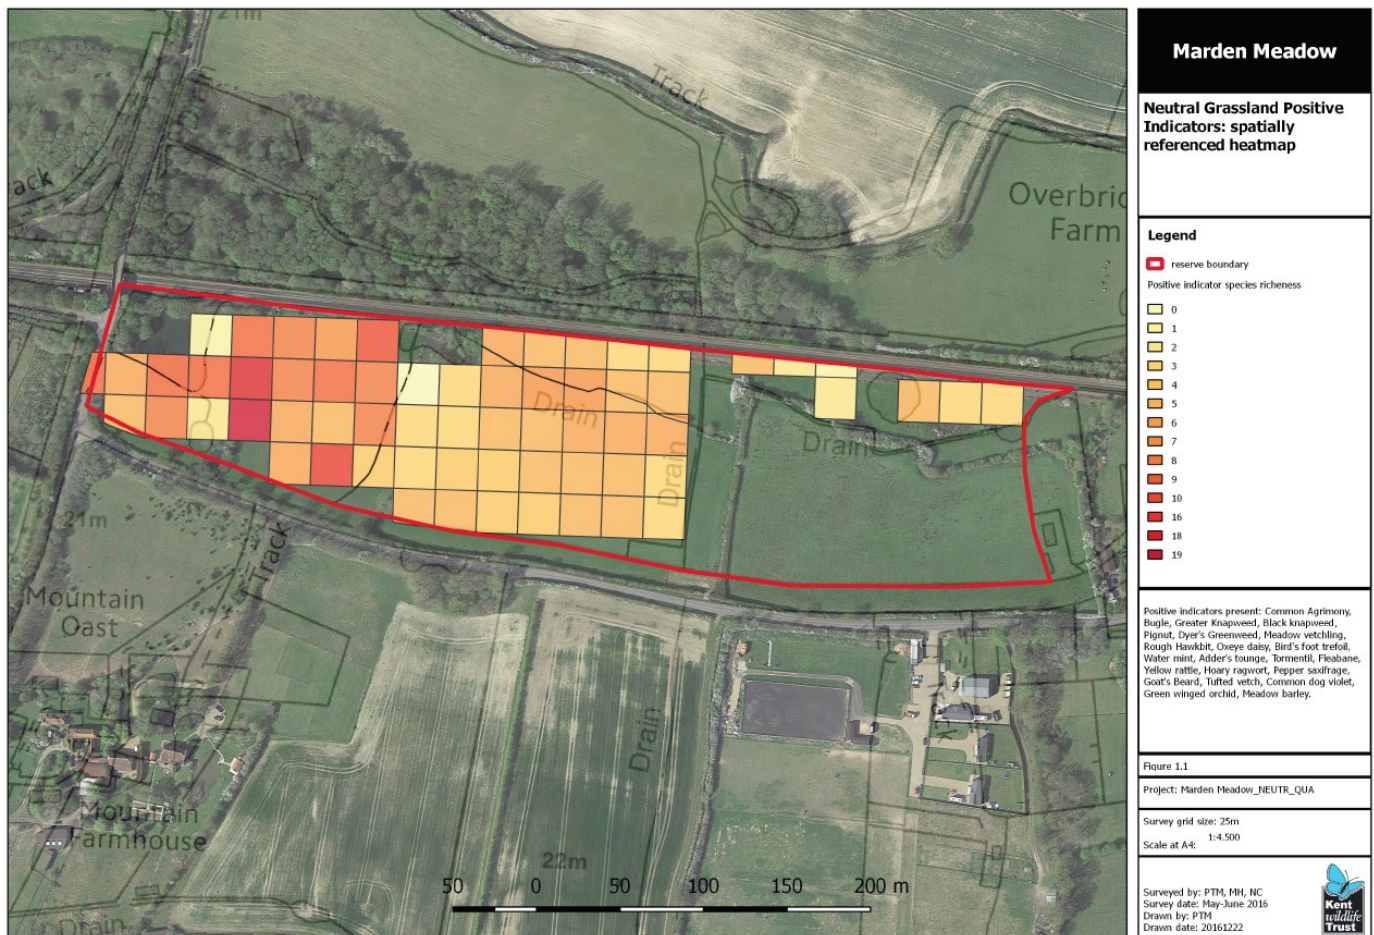 21m
Track
ack
Overbri
Farm
Drain
Drain
Drain
21m
Track
Mountain
Oast
Drain
Mountain
Farmhouse
22m
Drain
50 0 50 100 150 200 m
Marden Meadow
Neutral Grassland Positive
Indicators: spatially
referenced heatmap
Legend
reserve boundary
Positive indicator species richeness
0
1
2
3
4
5
6
7
8
9
10
16
18
19
Positive indicators present: Common Agrimony,
Bugle, Greater Knapweed, Black knapweed,
Pignut, Dyer's Greenweed, Meadow vetchling,
Rough Hawkbit, Oxeye daisy, Bird's foot trefoil,
Water mint, Adder's tounge, Tormentil, Fleabane,
Yellow rattle, Hoary ragwort, Pepper saxifrage,
Goat's Beard, Tufted vetch, Common dog violet,
Green winged orchid, Meadow barley.
Figure 1.1
Project: Marden Meadow_NEUTR_QUA
Survey grid size: 25m
1:4.500
Scale at A4:
Surveyed by: PTM, MH, NC
Survey date: May-June 2016
Drawn by: PTM
Drawn date: 20161222
Kent
wildlife
Trust